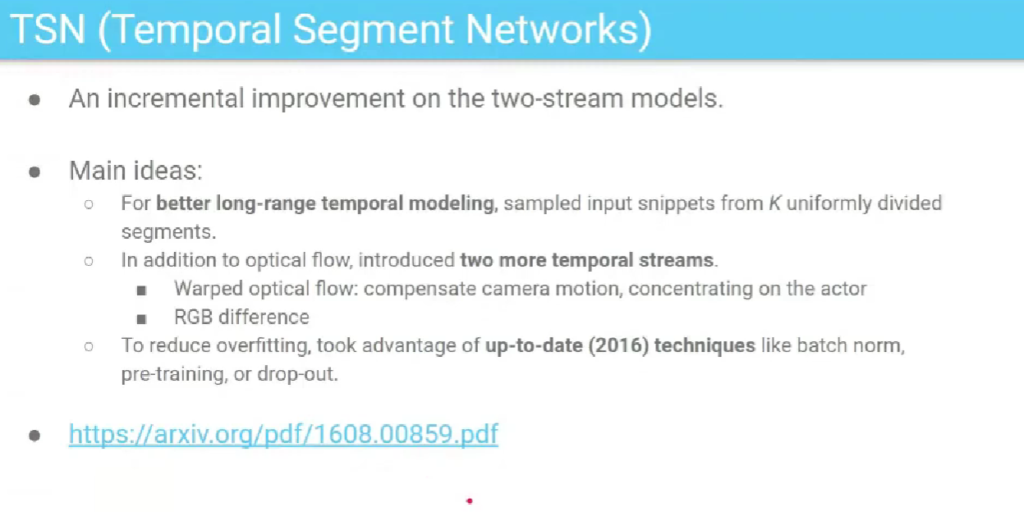 TSN (Temporal Segment Networks)
● An incremental improvement on the two-stream models.
● Main ideas:
○ For better long-range temporal modeling, sampled input snippets from K uniformly divided
segments.
○ In addition to optical flow, introduced two more temporal streams.
■ Warped optical flow: compensate camera motion, concentrating on the actor
■ RGB difference
○ To reduce overfitting, took advantage of up-to-date (2016) techniques like batch norm,
pre-training, or drop-out.
● https://arxiv.org/pdf/1608.00859.pdf